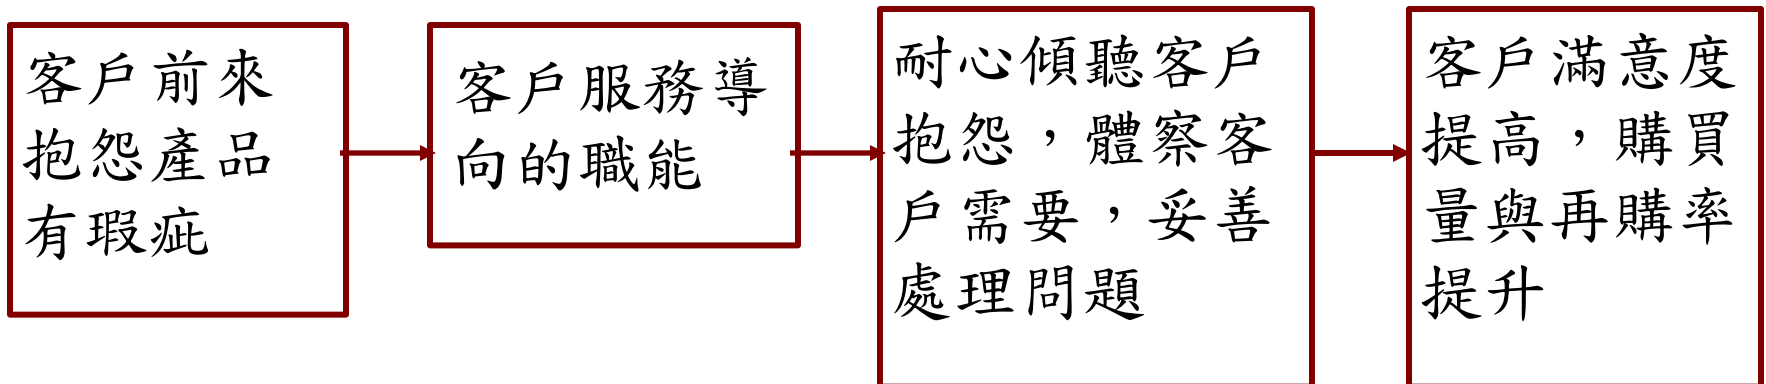 客戶前來
抱怨產品
有瑕疵
客戶服務導
向的職能
耐心傾聽客戶
抱怨，體察客
戶需要，妥善
處理問題
客戶滿意度
提高，購買
量與再購率
提升